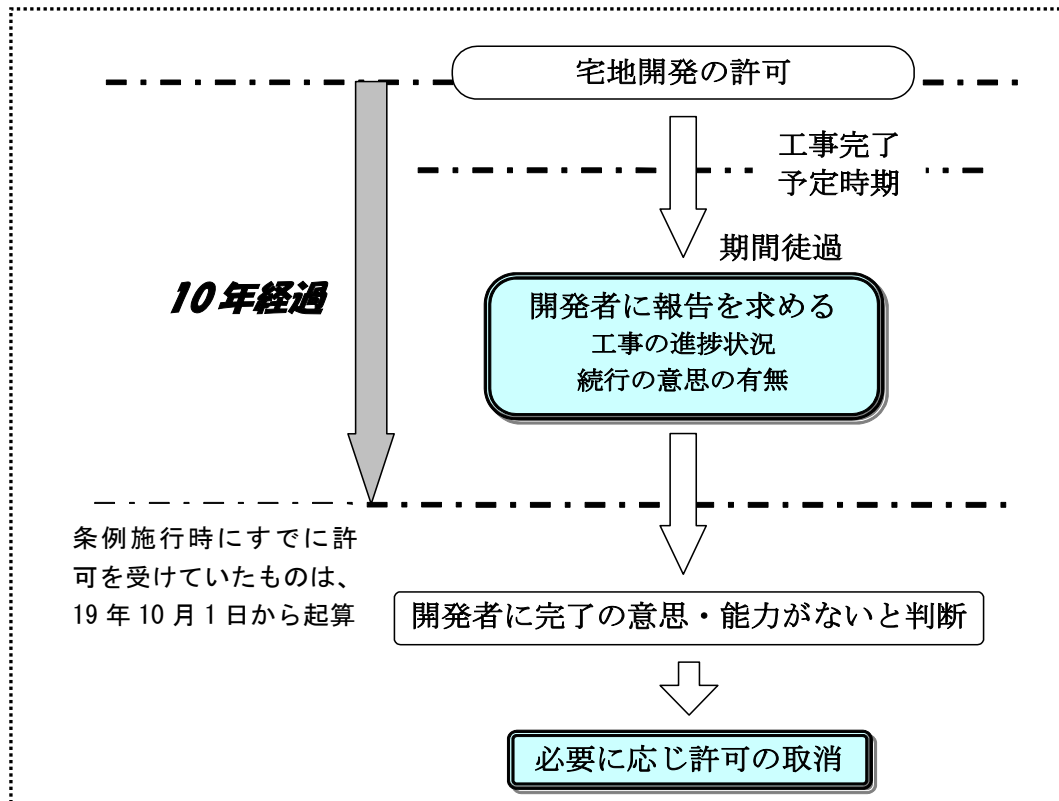 宅地開発の許可
工事完了
予定時期
期間徒過
10年経過
開発者に報告を求める
工事の進捗状況
続行の意思の有無
条例施行時にすでに許
可を受けていたものは、
19年10月1日から起算
開発者に完了の意思・能力がないと判断
必要に応じ許可の取消